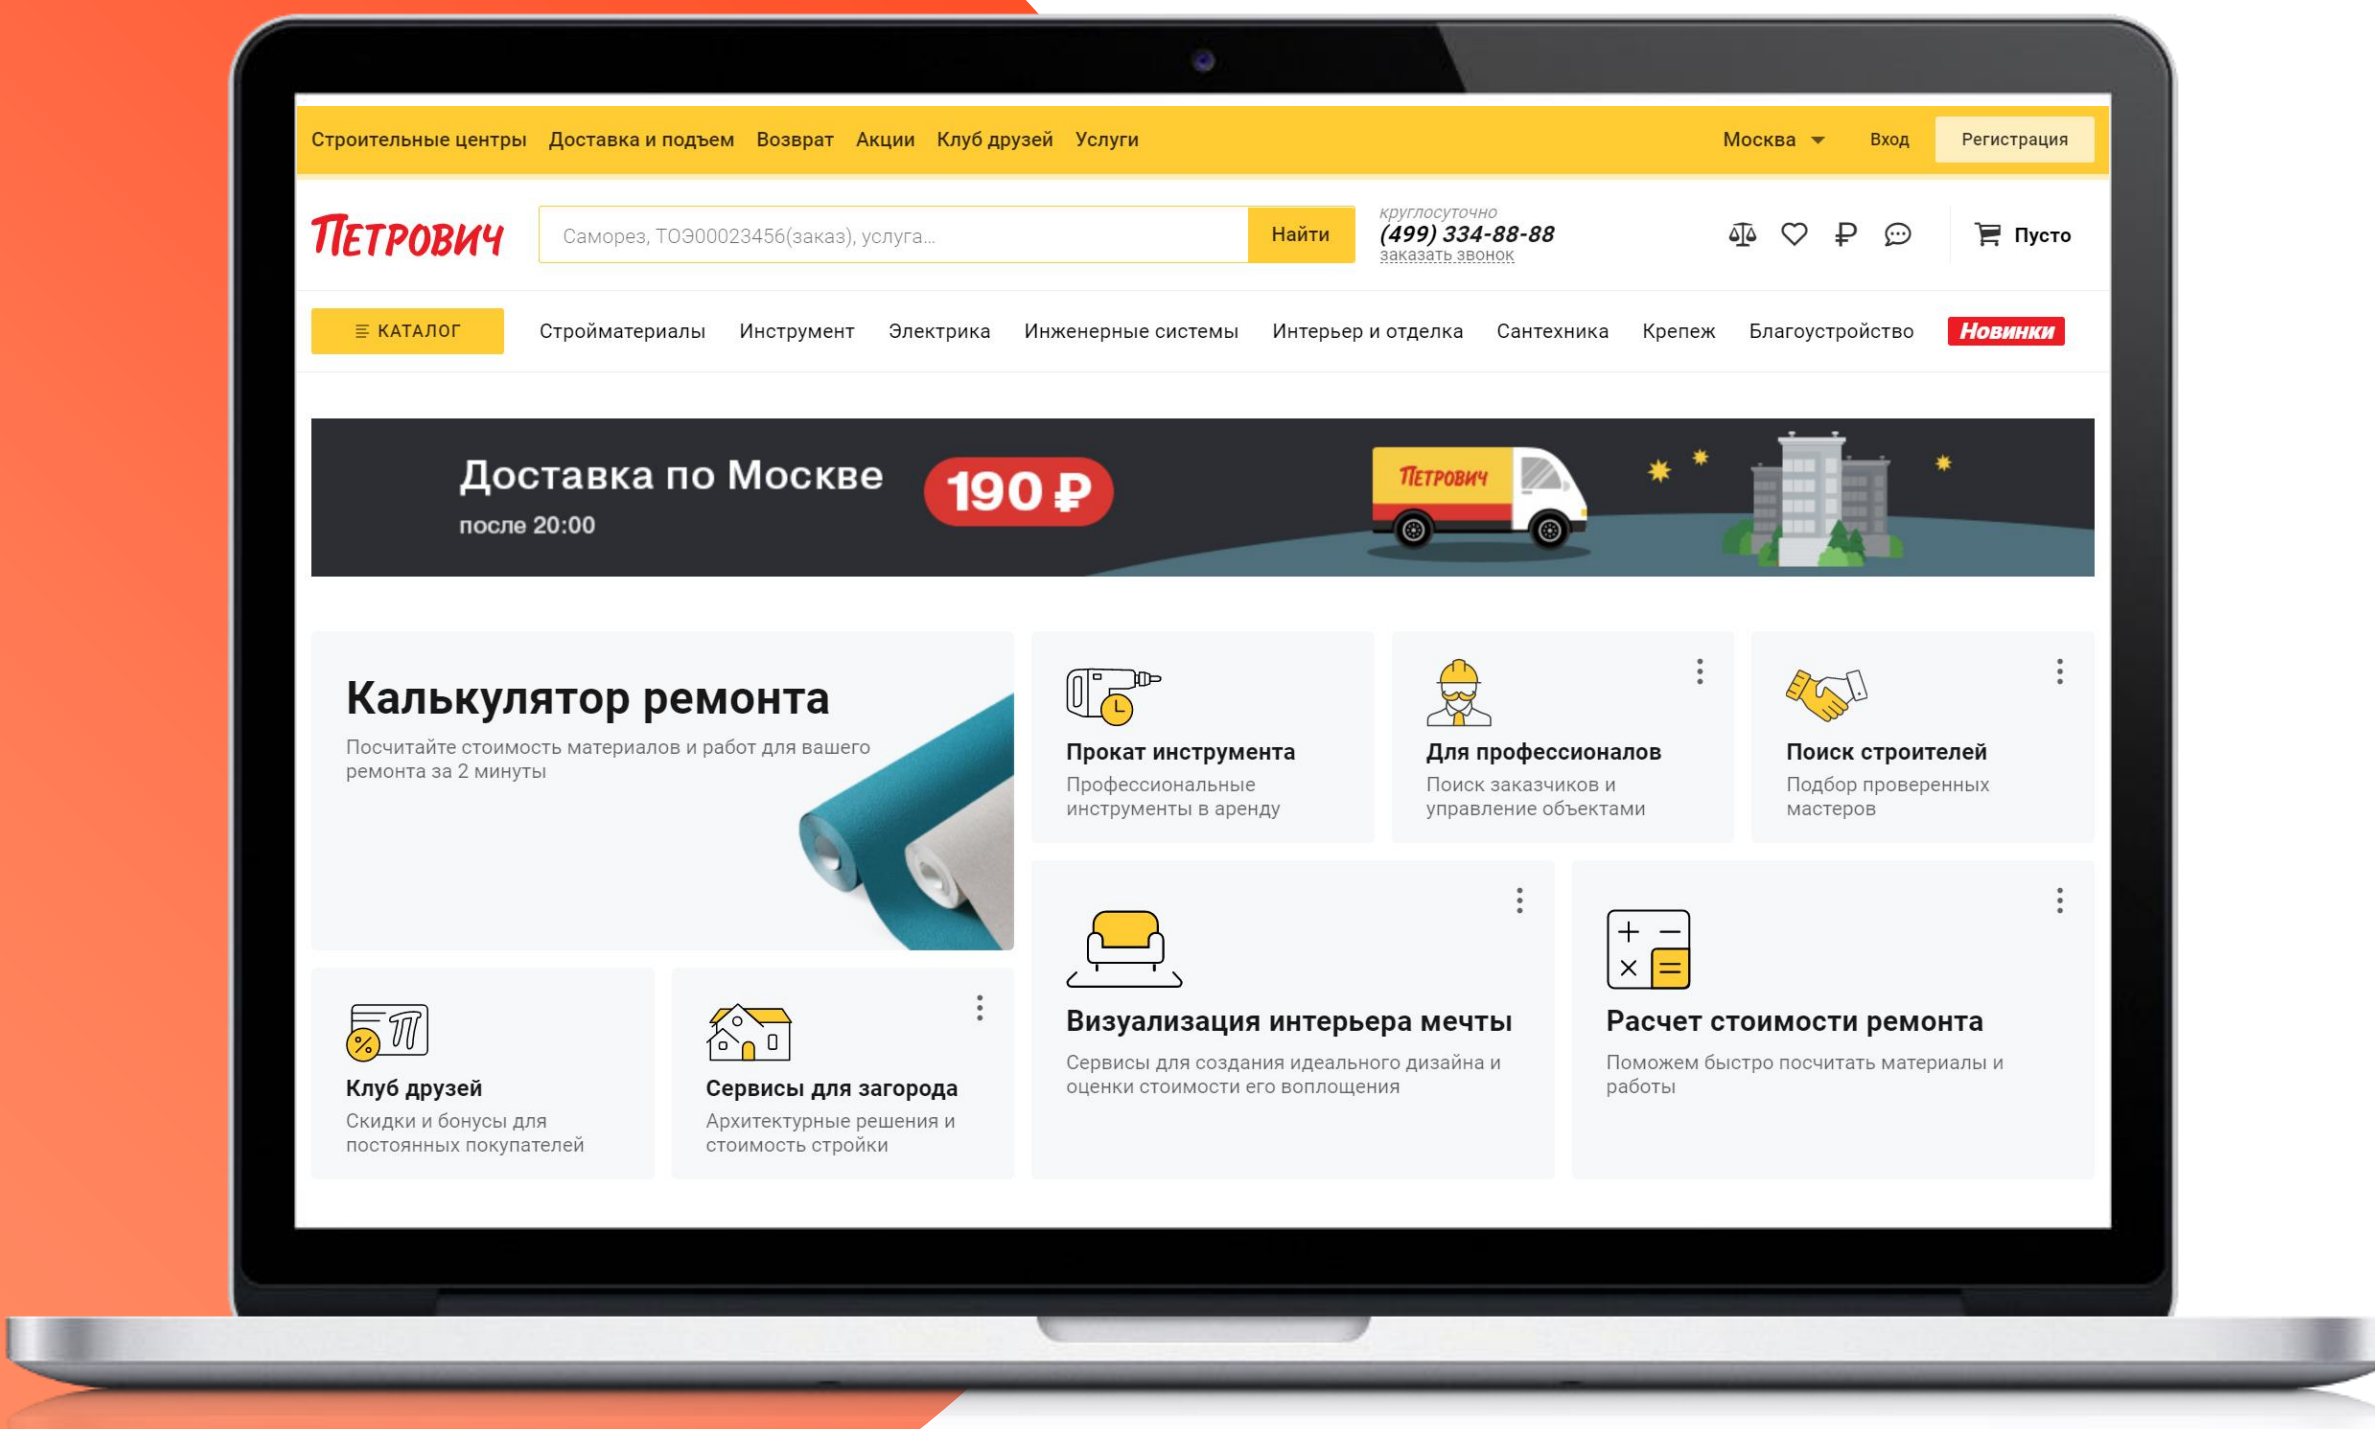 Строительные центры Доставка и подъем Возврат Акции Клуб друзей Услуги Москва Вход Регистрация
ПЕТРОВИЧ
Саморез, ТОЭ00023456(заказ), услуга... Найти
круглосуточно
(499) 334-88-88
заказать звонок
Пусто
КАТАЛОГ Стройматериалы Инструмент Электрика Инженерные системы Интерьер и отделка Сантехника Крепеж Благоустройство Новинки
Доставка по Москве
после 20:00
190 ₽
ПЕТРОВИЧ
Калькулятор ремонта
Посчитайте стоимость материалов и работ для вашего
ремонта за 2 минуты
Прокат инструмента
Профессиональные
инструменты в аренду
Для профессионалов
Поиск заказчиков и
управление объектами
Поиск строителей
Подбор проверенных
мастеров
Клуб друзей
Скидки и бонусы для
постоянных покупателей
Сервисы для загорода
Архитектурные решения и
стоимость стройки
Визуализация интерьера мечты
Сервисы для создания идеального дизайна и
оценки стоимости его воплощения
Расчет стоимости ремонта
Поможем быстро посчитать материалы и
работы